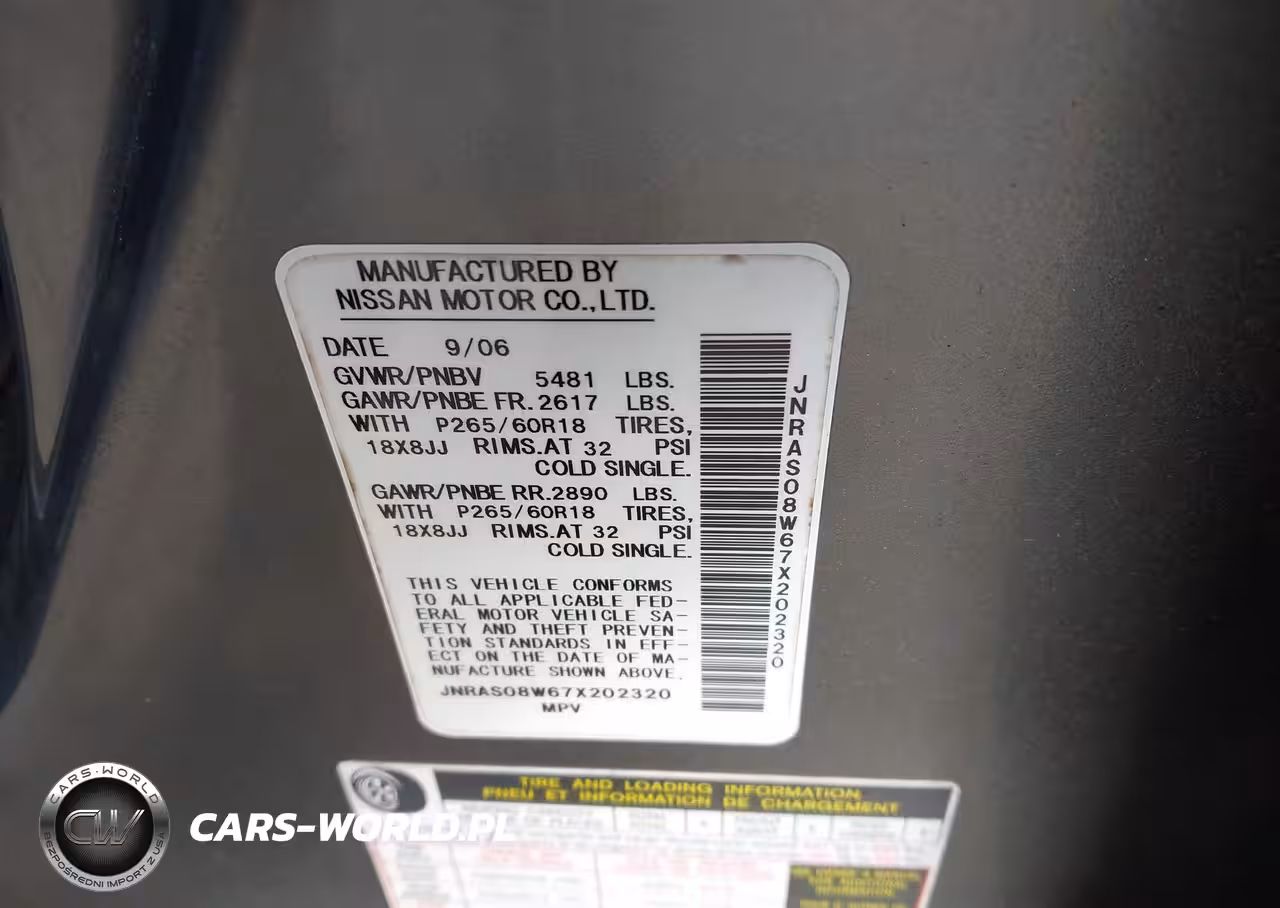 MANUFACTURED BY
NISSAN MOTOR CO.,LTD.
DATE 9/06
GVWR/PNBV 5481 LBS.
GAWR/PNBE FR. 2617 LBS.
WITH P265/60R18 TIRES,
18X8JJ RIMS.AT 32 PSI
COLD SINGLE.
GAWR/PNBE RR. 2890 LBS.
WITH P265/60R18 TIRES,
18X8JJ RIMS.AT 32 PSI
COLD SINGLE.
THIS VEHICLE CONFORMS
TO ALL APPLICABLE FED-
ERAL MOTOR VEHICLE SA-
FETY AND THEFT PREVEN-
TION STANDARDS IN EFF-
ECT ON THE DATE OF MA-
NUFACTURE SHOWN ABOVE.
JNRAS08W67X202320
MPV
JNRAS08W67X202320
TIRE AND LOADING INFORMATION
PNEU ET INFORMATION DE CHARGEMENT
CARS-WORLD
CW
BEZPOŚREDNI IMPORT Z USA
CARS-WORLD.PL